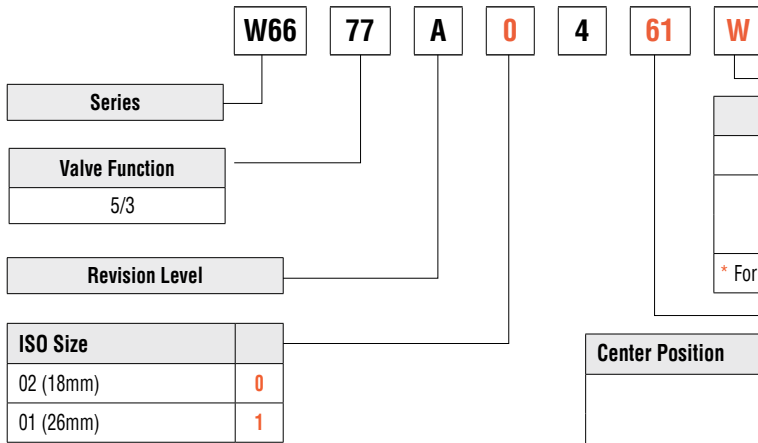 W66 77 A 0 4 61 W
Series
Valve Function
5/3
Revision Level
* For
ISO Size
02 (18mm) 0
01 (26mm) 1
Center Position